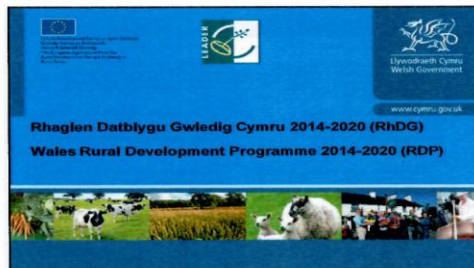 LEADER
Llywodraeth Cymru
Welsh Government
www.cymru.gov.uk
Rhaglen Datblygu Gwledig Cymru 2014-2020 (RhDG)
Wales Rural Development Programme 2014-2020 (RDP)